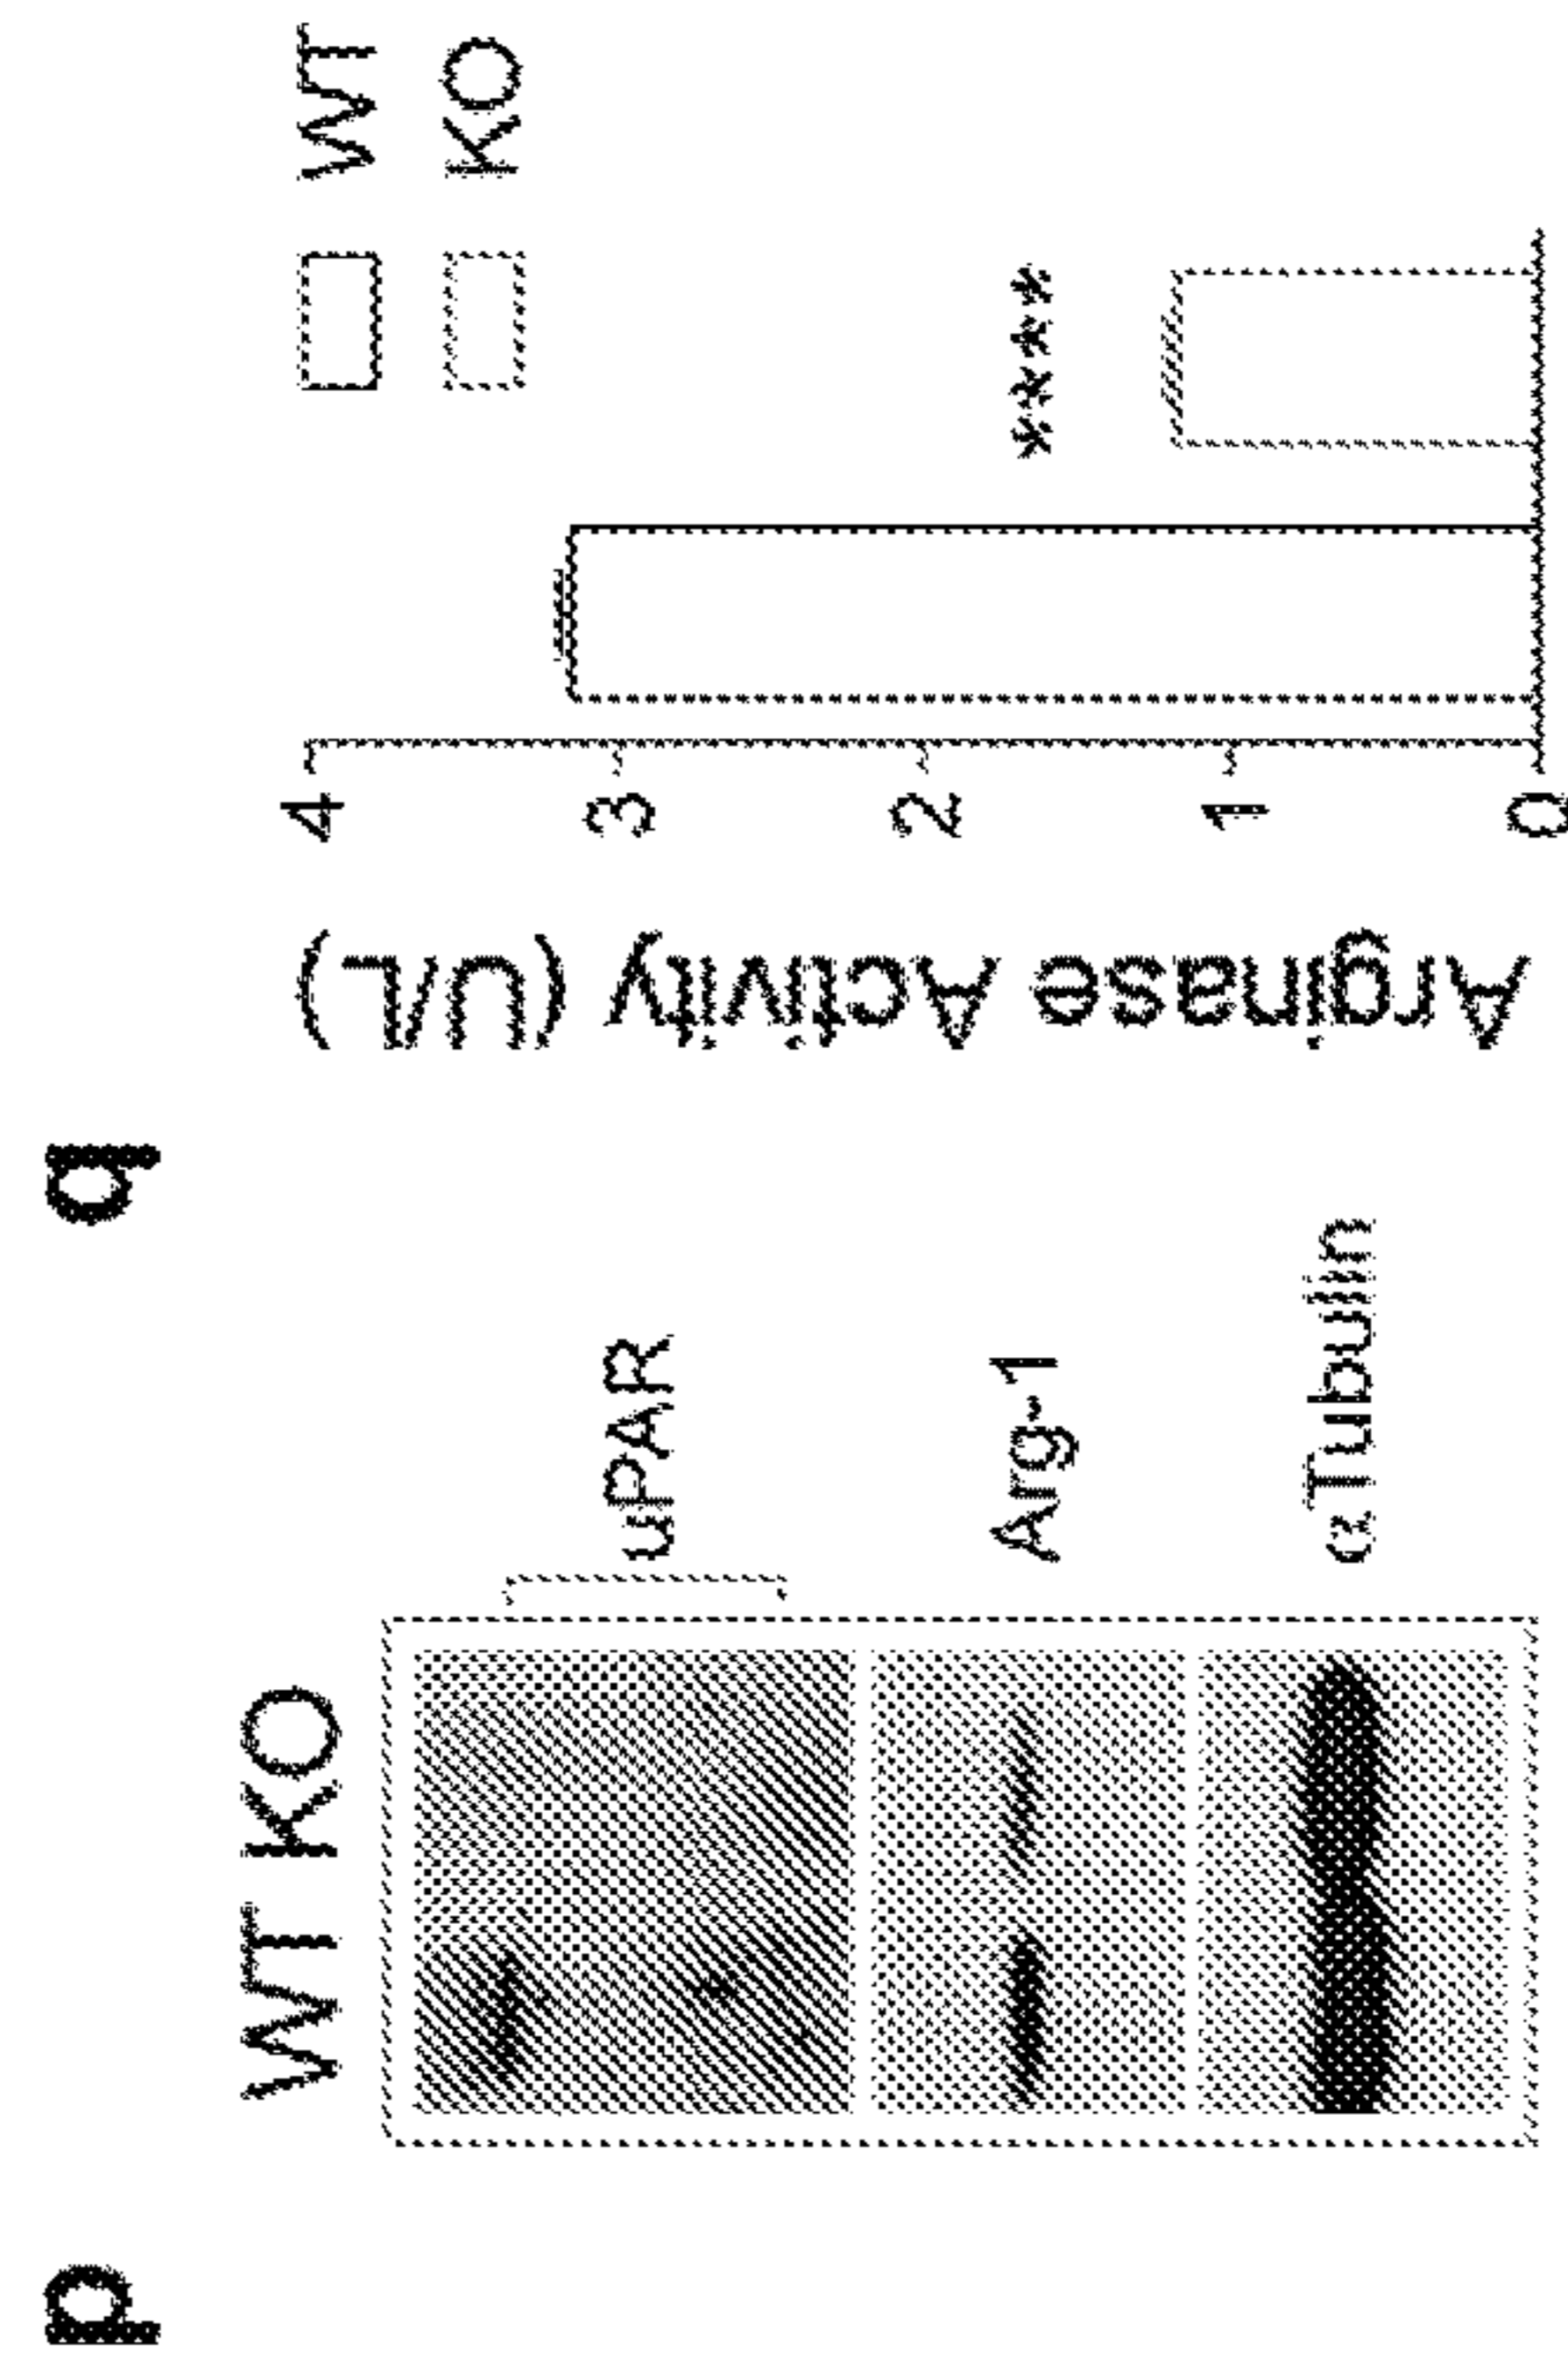 p
WT KO
uPAR
Arg-1
αTubulin
q
Arginase Activity (U/L)
4
3
2
1
0
****
WT
KO